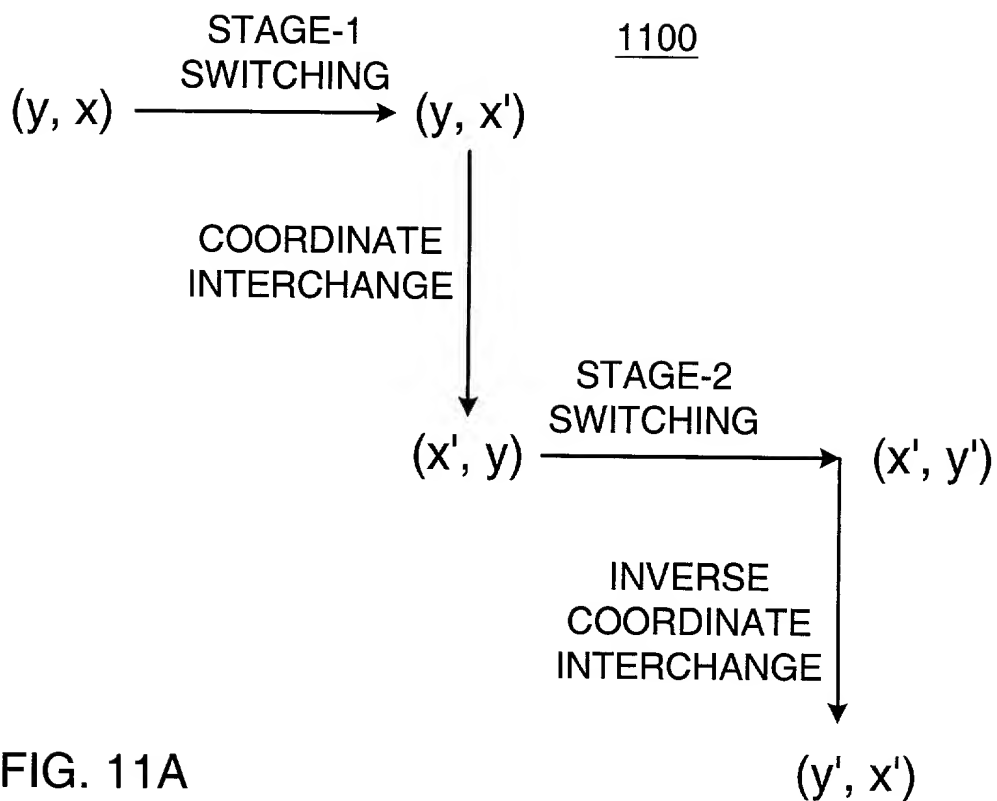 STAGE-1
SWITCHING
1100
(y, x)
(y, x')
COORDINATE
INTERCHANGE
STAGE-2
SWITCHING
(x', y)
(x', y')
INVERSE
COORDINATE
INTERCHANGE
FIG. 11A
(y', x')